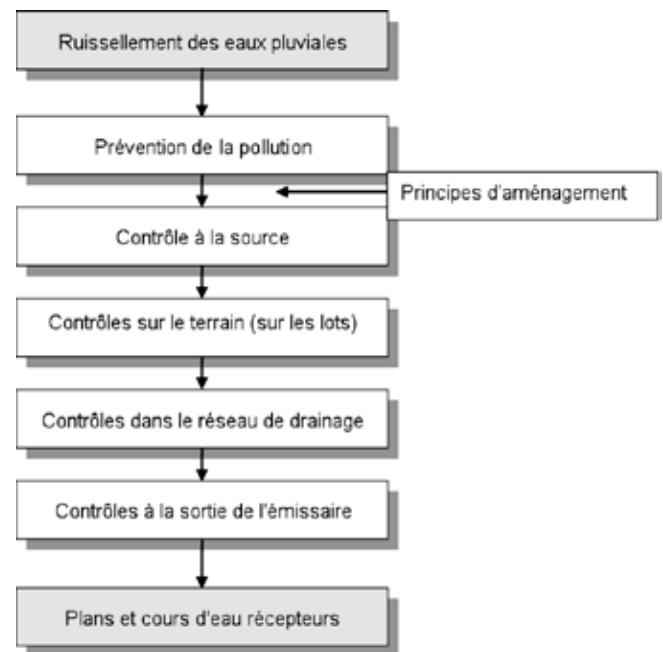 Ruissellement des eaux pluviales
Prévention de la pollution
Principes d'aménagement
Contrôle à la source
Contrôles sur le terrain (sur les lots)
Contrôles dans le réseau de drainage
Contrôles à la sortie de l'émissaire
Plans et cours d'eau récepteurs